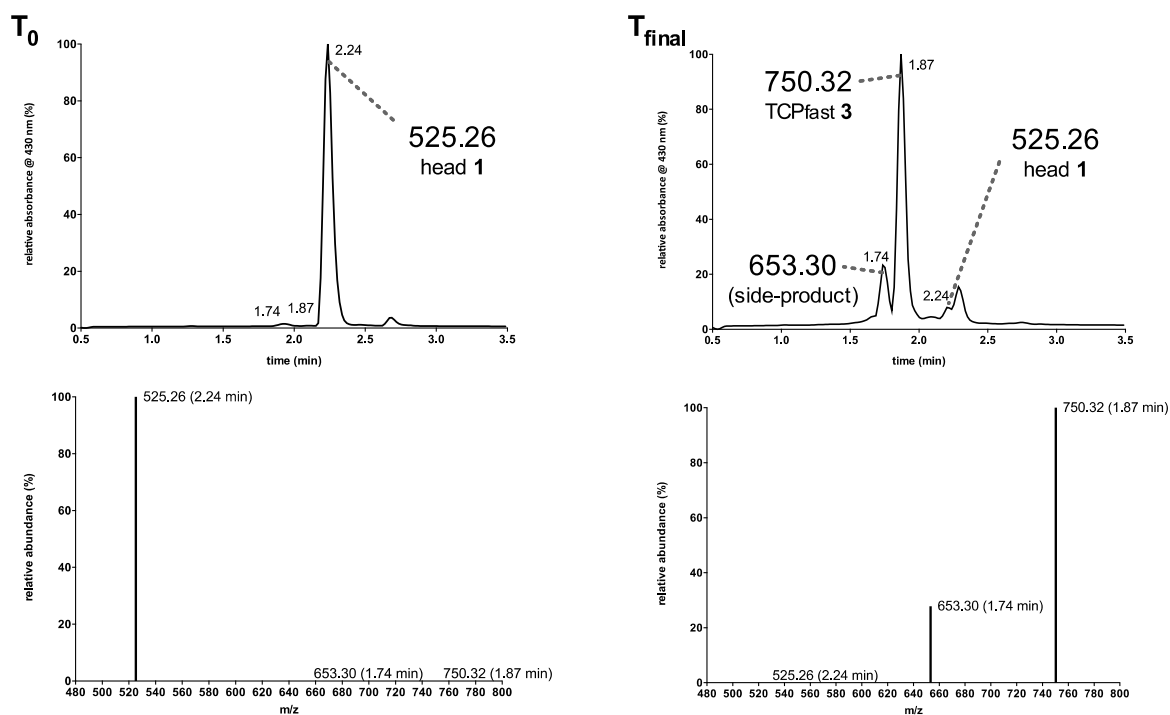 T0
relative absorbance @ 430 nm (%)
100
80
60
40
20
0
2.24
525.26
head 1
1.74
1.87
0.5 1.0 1.5 2.0 2.5 3.0 3.5
time (min)
Tfinal
relative absorbance @ 430 nm (%)
100
80
60
40
20
0
1.87
750.32
TCPfast 3
525.26
head 1
653.30
(side-product)
1.74
2.24
0.5 1.0 1.5 2.0 2.5 3.0 3.5
time (min)
relative abundance (%)
100
80
60
40
20
0
525.26 (2.24 min)
653.30 (1.74 min) 750.32 (1.87 min)
480 500 520 540 560 580 600 620 640 660 680 700 720 740 760 780 800
m/z
relative abundance (%)
100
80
60
40
20
0
750.32 (1.87 min)
653.30 (1.74 min)
525.26 (2.24 min)
480 500 520 540 560 580 600 620 640 660 680 700 720 740 760 780 800
m/z